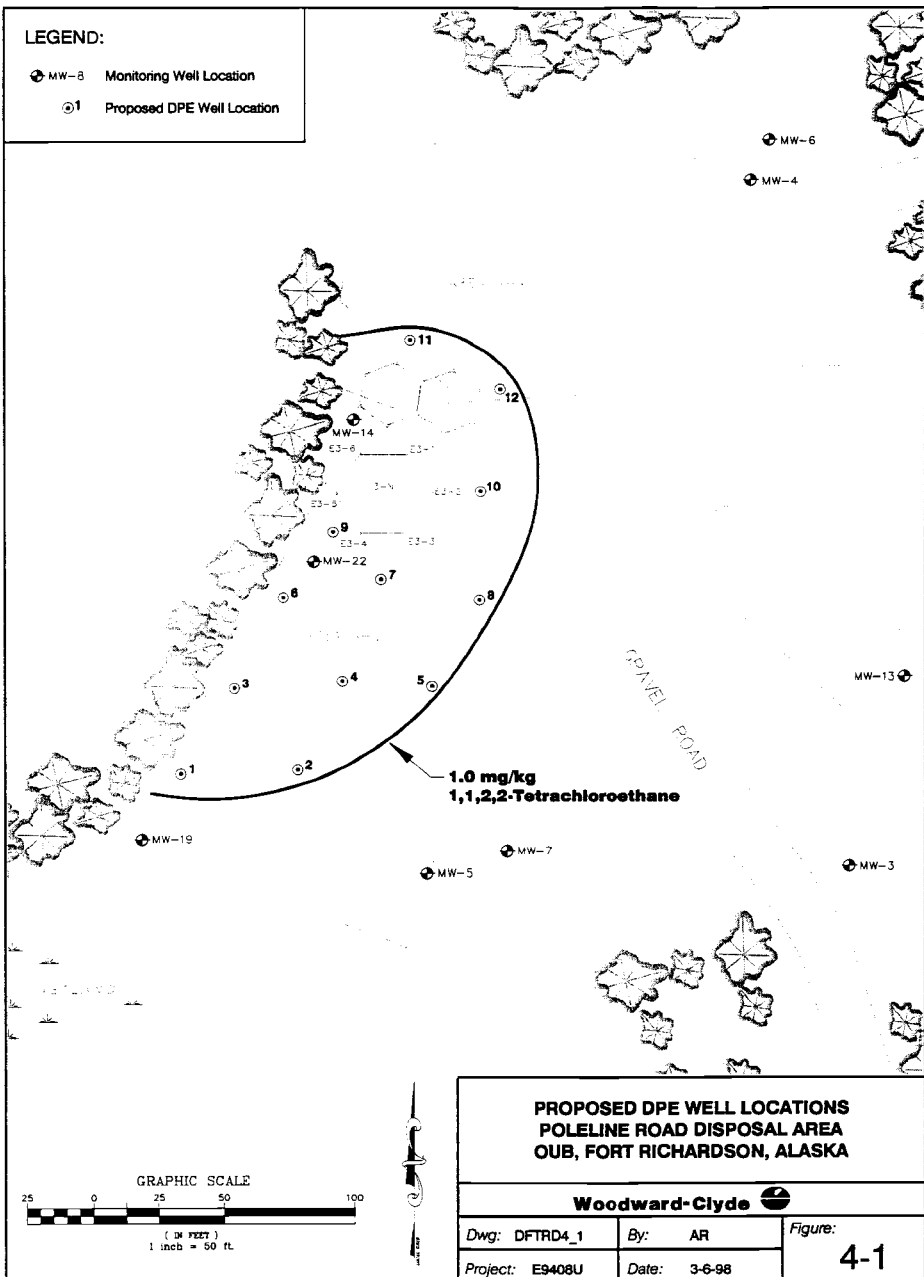 LEGEND:
MW-8 Monitoring Well Location
1 Proposed DPE Well Location
MW-6
MW-4
11
12
MW-14
E3-6
E3-2
10
E3-5
9
E3-4 E3-3
MW-22
7
6
8
3
4
5
MW-13
GRAVEL ROAD
1
2
1.0 mg/kg
1,1,2,2-Tetrachloroethane
MW-19
MW-7
MW-5
MW-3
GRAPHIC SCALE
25 0 25 50 100
( IN FEET )
1 inch = 50 ft.
PROPOSED DPE WELL LOCATIONS
POLELINE ROAD DISPOSAL AREA
OUB, FORT RICHARDSON, ALASKA
Woodward-Clyde
Dwg: DFTRD4_1 By: AR Figure:
4-1
Project: E9408U Date: 3-6-98